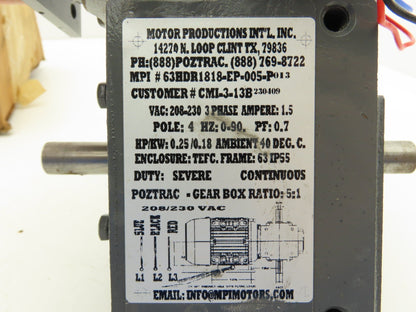 MOTOR PRODUCTIONS INT'L, INC.
14270 N. LOOP CLINT TX, 79836
PH:(888)POZTRAC. (888) 769-8722
MPI # 63HDR1818-EP-005-P013
CUSTOMER # CMI-3-13B230409
VAC: 208-230 3 PHASE AMPERE: 1.5
POLE: 4 HZ: 0-90. PF: 0.7
HP/KW: 0.25/0.18 AMBIENT 40 DEG. C.
ENCLOSURE: TEFC. FRAME: 63 IP55
DUTY: SEVERE CONTINUOUS
POZTRAC - GEAR BOX RATIO: 5:1
208/230 VAC
BLUE
BLACK
RED
L1 L2 L3
EMAIL: INFO@MPIMOTORS.COM